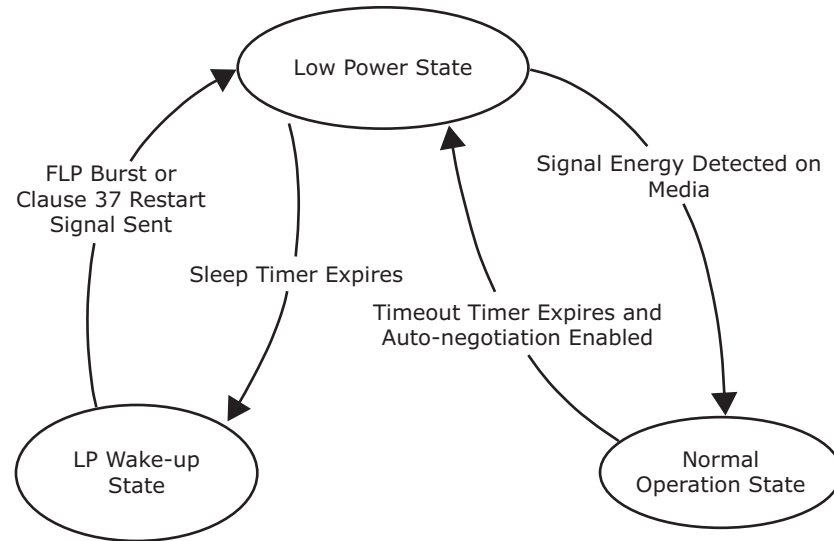 Low Power State
FLP Burst or
Clause 37 Restart
Signal Sent
Signal Energy Detected on
Media
Sleep Timer Expires
Timeout Timer Expires and
Auto-negotiation Enabled
LP Wake-up
State
Normal
Operation State